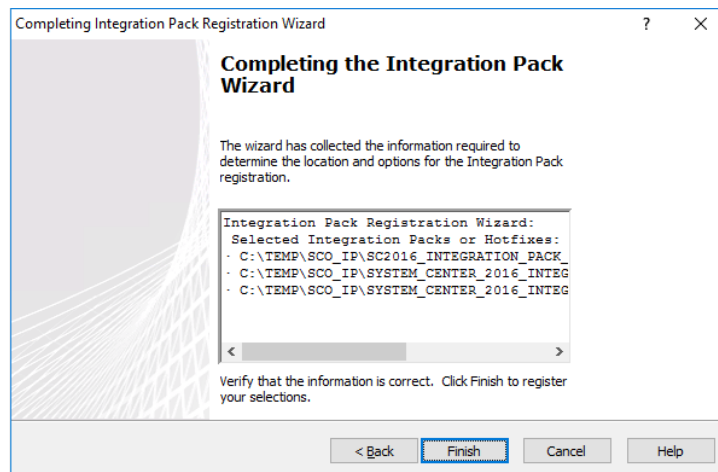 Completing Integration Pack Registration Wizard
?
Completing the Integration Pack
Wizard
The wizard has collected the information required to
determine the location and options for the Integration Pack
registration.
Integration Pack Registration Wizard:
Selected Integration Packs or Hotfixes:
· C:\TEMP\SCO_IP\SC2016_INTEGRATION_PACK_
· C:\TEMP\SCO_IP\SYSTEM_CENTER_2016_INTEG
· C:\TEMP\SCO_IP\SYSTEM_CENTER_2016_INTEG
Verify that the information is correct. Click Finish to register
your selections.
< Back Finish Cancel Help